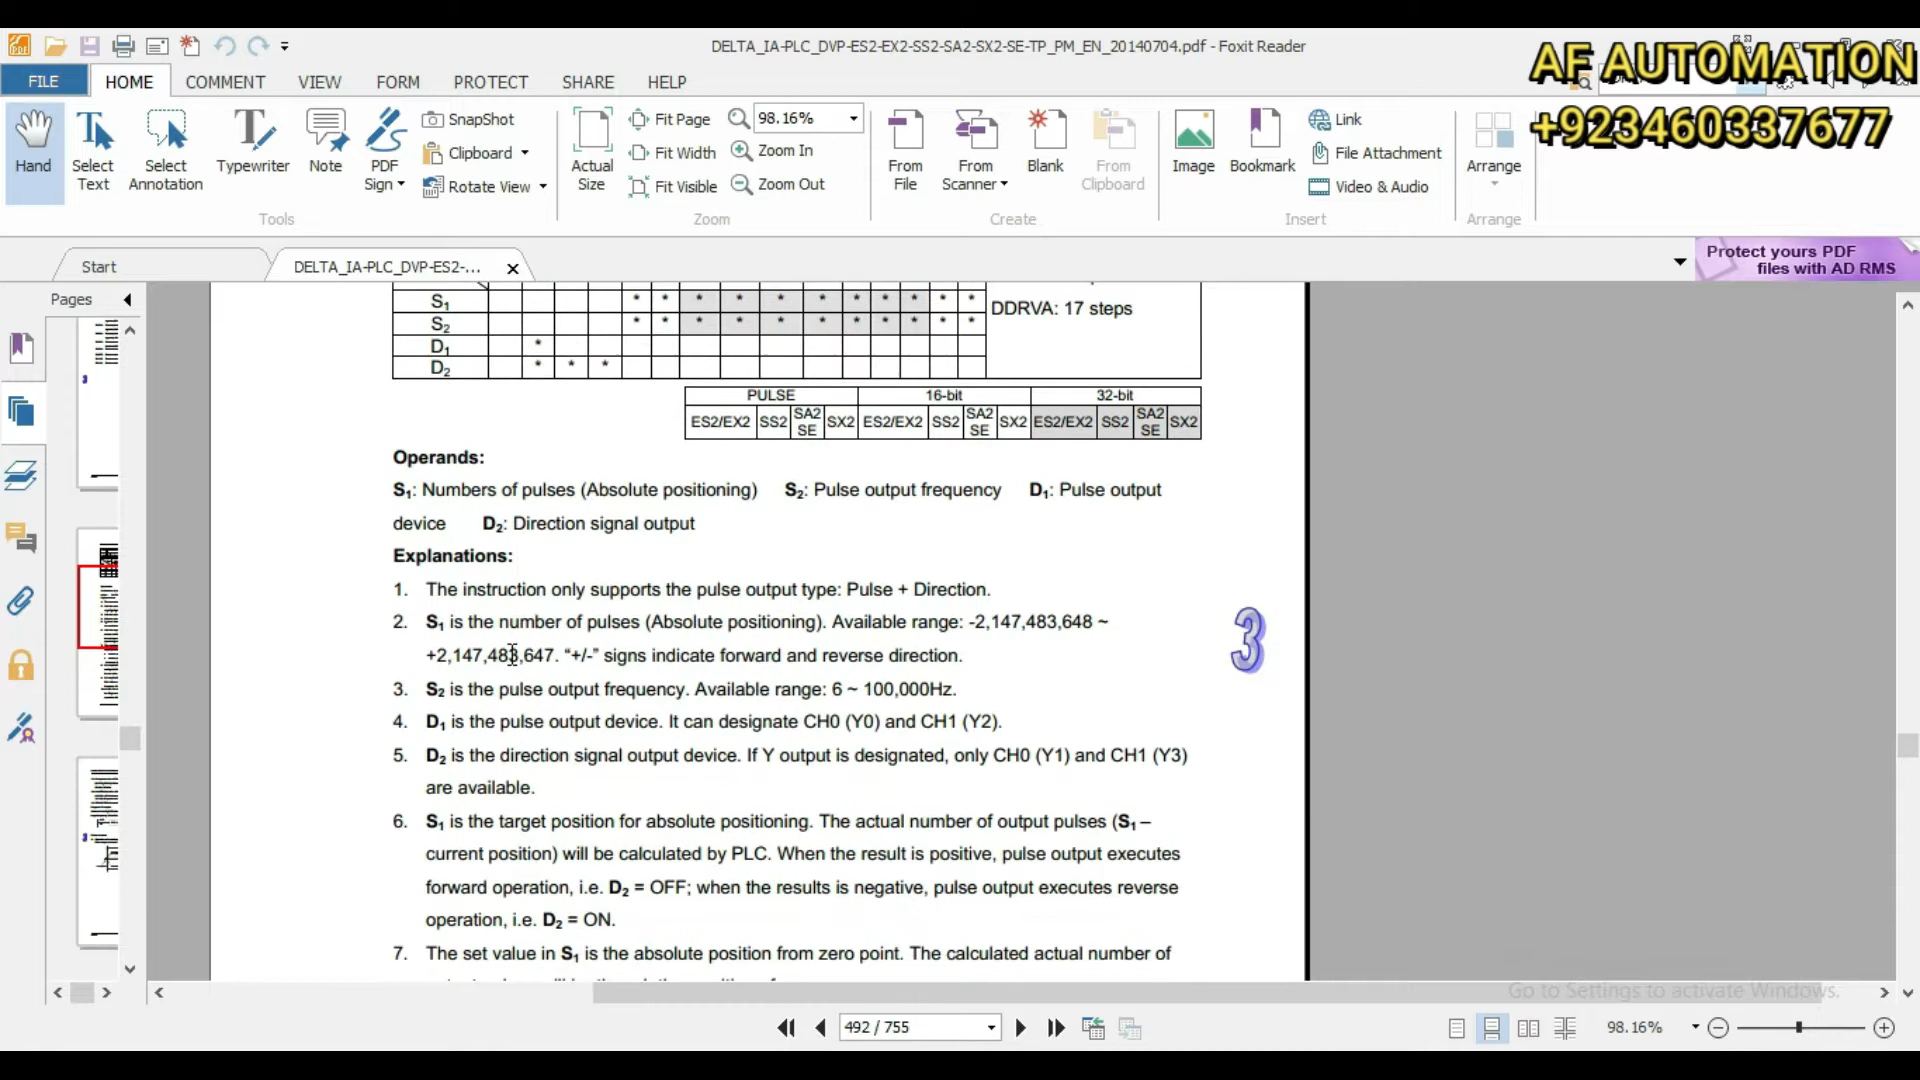 DELTA_IA-PLC_DVP-ES2-EX2-SS2-SA2-SX2-SE-TP_PM_EN_20140704.pdf - Foxit Reader
AF AUTOMATION
+923460337677
FILE HOME COMMENT VIEW FORM PROTECT SHARE HELP
Hand
Select Text
Select Annotation
Typewriter
Note
PDF Sign
SnapShot
Clipboard
Rotate View
Tools
Actual Size
Fit Page
Fit Width
Fit Visible
98.16%
Zoom In
Zoom Out
Zoom
From File
From Scanner
Blank
From Clipboard
Create
Image
Bookmark
Link
File Attachment
Video & Audio
Insert
Arrange
Arrange
Start
DELTA_IA-PLC_DVP-ES2-...
Protect yours PDF
files with AD RMS
Pages
S1 * * * * * * * * * * *
S2 * * * * * * * * * * *
D1 *
D2 * * *
DDRVA: 17 steps
PULSE 16-bit 32-bit
ES2/EX2 SS2 SA2 SE SX2 ES2/EX2 SS2 SA2 SE SX2 ES2/EX2 SS2 SA2 SE SX2
Operands:
S1: Numbers of pulses (Absolute positioning) S2: Pulse output frequency D1: Pulse output
device D2: Direction signal output
Explanations:
1. The instruction only supports the pulse output type: Pulse + Direction.
2. S1 is the number of pulses (Absolute positioning). Available range: -2,147,483,648 ~
+2,147,483,647. “+/-” signs indicate forward and reverse direction.
3. S2 is the pulse output frequency. Available range: 6 ~ 100,000Hz.
4. D1 is the pulse output device. It can designate CH0 (Y0) and CH1 (Y2).
5. D2 is the direction signal output device. If Y output is designated, only CH0 (Y1) and CH1 (Y3)
are available.
6. S1 is the target position for absolute positioning. The actual number of output pulses (S1 –
current position) will be calculated by PLC. When the result is positive, pulse output executes
forward operation, i.e. D2 = OFF; when the results is negative, pulse output executes reverse
operation, i.e. D2 = ON.
7. The set value in S1 is the absolute position from zero point. The calculated actual number of
3
Go to Settings to activate Windows.
492 / 755
98.16%